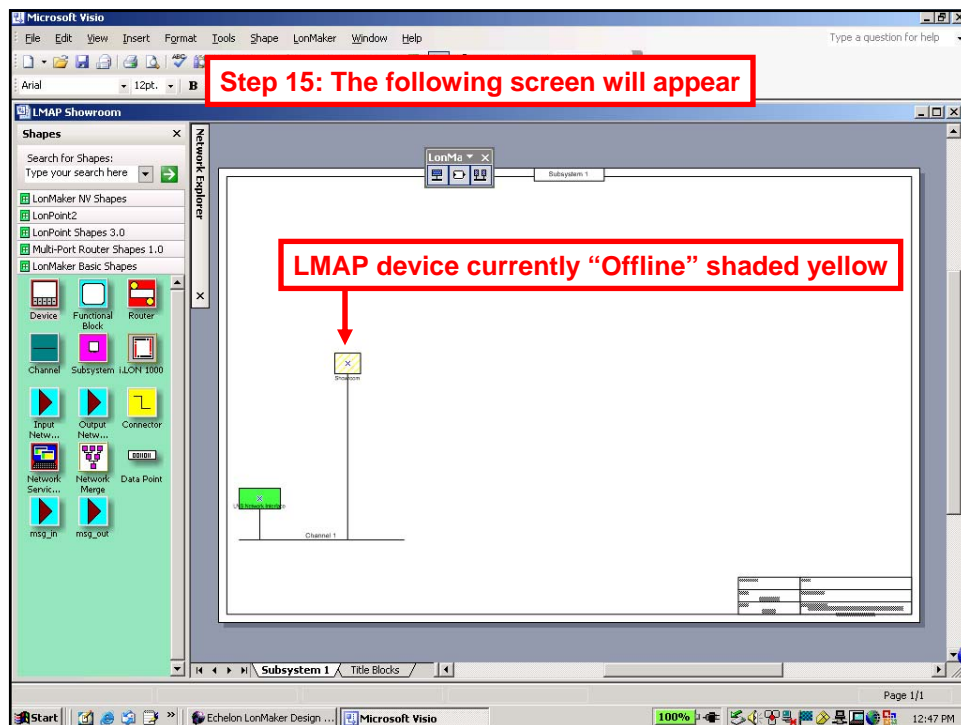 Microsoft Visio
File Edit View Insert Format Tools Shape LonMaker Window Help
Type a question for help
Arial
12pt.
B
Step 15: The following screen will appear
LMAP Showroom
Shapes
Network Explorer
Search for Shapes:
Type your search here
LonMaker NV Shapes
LonPoint2
LonPoint Shapes 3.0
Multi-Port Router Shapes 1.0
LonMaker Basic Shapes
Device
Functional Block
Router
Channel
Subsystem
i.LON 1000
Input Netw...
Output Netw...
Connector
Network Servic...
Network Merge
Data Point
msg_in
msg_out
LonMa
Subsystem 1
LMAP device currently “Offline” shaded yellow
Showroom
Network Interface
Channel 1
Subsystem 1
Title Blocks
Page 1/1
Start
Echelon LonMaker Design ...
Microsoft Visio
100%
12:47 PM